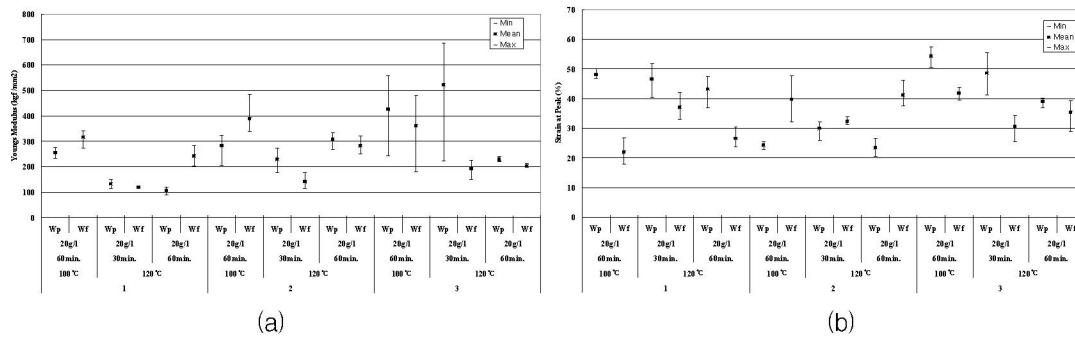 800
700
600
500
400
300
200
100
0
Youngs Modulus (kgf/mm2)
Min
Mean
Max
Wp Wf Wp Wf Wp Wf Wp Wf Wp Wf Wp Wf Wp Wf Wp Wf Wp Wf
20g/l 20g/l 20g/l 20g/l 20g/l 20g/l 20g/l 20g/l 20g/l
60min. 30min. 60min. 60min. 30min. 60min. 60min. 30min. 60min.
100℃ 120℃ 100℃ 120℃ 100℃ 120℃
1 2 3
(a)
70
60
50
40
30
20
10
0
Strain at Peak (%)
Min
Mean
Max
Wp Wf Wp Wf Wp Wf Wp Wf Wp Wf Wp Wf Wp Wf Wp Wf Wp Wf
20g/l 20g/l 20g/l 20g/l 20g/l 20g/l 20g/l 20g/l 20g/l
60min. 30min. 60min. 60min. 30min. 60min. 60min. 30min. 60min.
100℃ 120℃ 100℃ 120℃ 100℃ 120℃
1 2 3
(b)